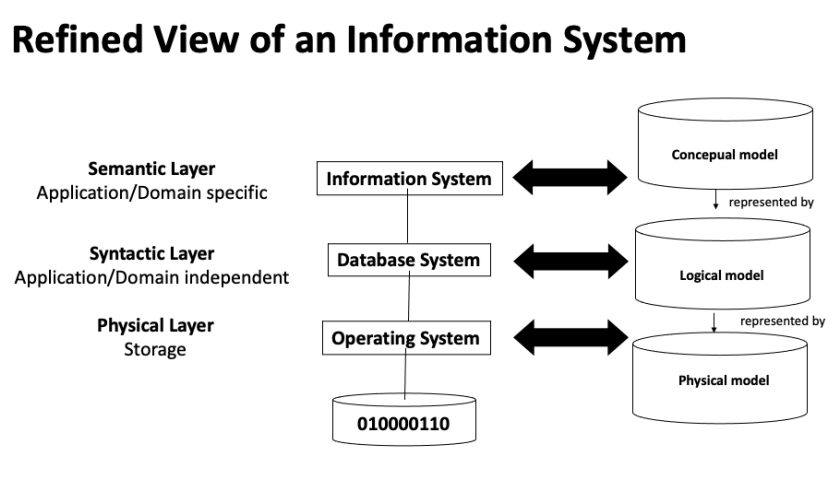 Refined View of an Information System
Semantic Layer
Application/Domain specific
Information System
Concepual model
represented by
Syntactic Layer
Application/Domain independent
Database System
Logical model
represented by
Physical Layer
Storage
Operating System
Physical model
010000110